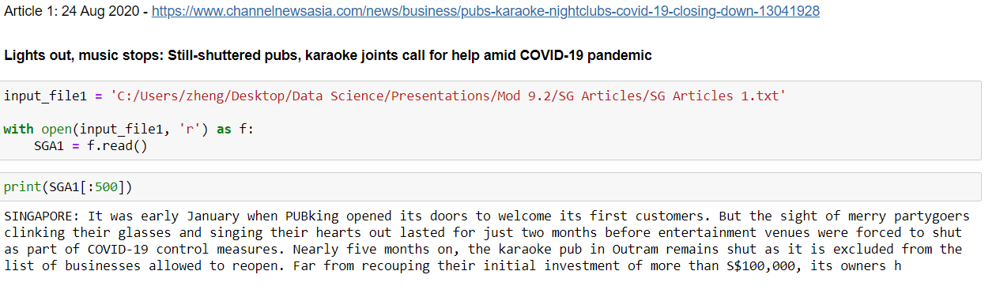 Article 1: 24 Aug 2020 - https://www.channelnewsasia.com/news/business/pubs-karaoke-nightclubs-covid-19-closing-down-13041928
Lights out, music stops: Still-shuttered pubs, karaoke joints call for help amid COVID-19 pandemic
input_file1 = 'C:/Users/zheng/Desktop/Data Science/Presentations/Mod 9.2/SG Articles/SG Articles 1.txt'
with open(input_file1, 'r') as f:
    SGA1 = f.read()
print(SGA1[:500])
SINGAPORE: It was early January when PUBking opened its doors to welcome its first customers. But the sight of merry partygoers
clinking their glasses and singing their hearts out lasted for just two months before entertainment venues were forced to shut
as part of COVID-19 control measures. Nearly five months on, the karaoke pub in Outram remains shut as it is excluded from the
list of businesses allowed to reopen. Far from recouping their initial investment of more than S$100,000, its owners h